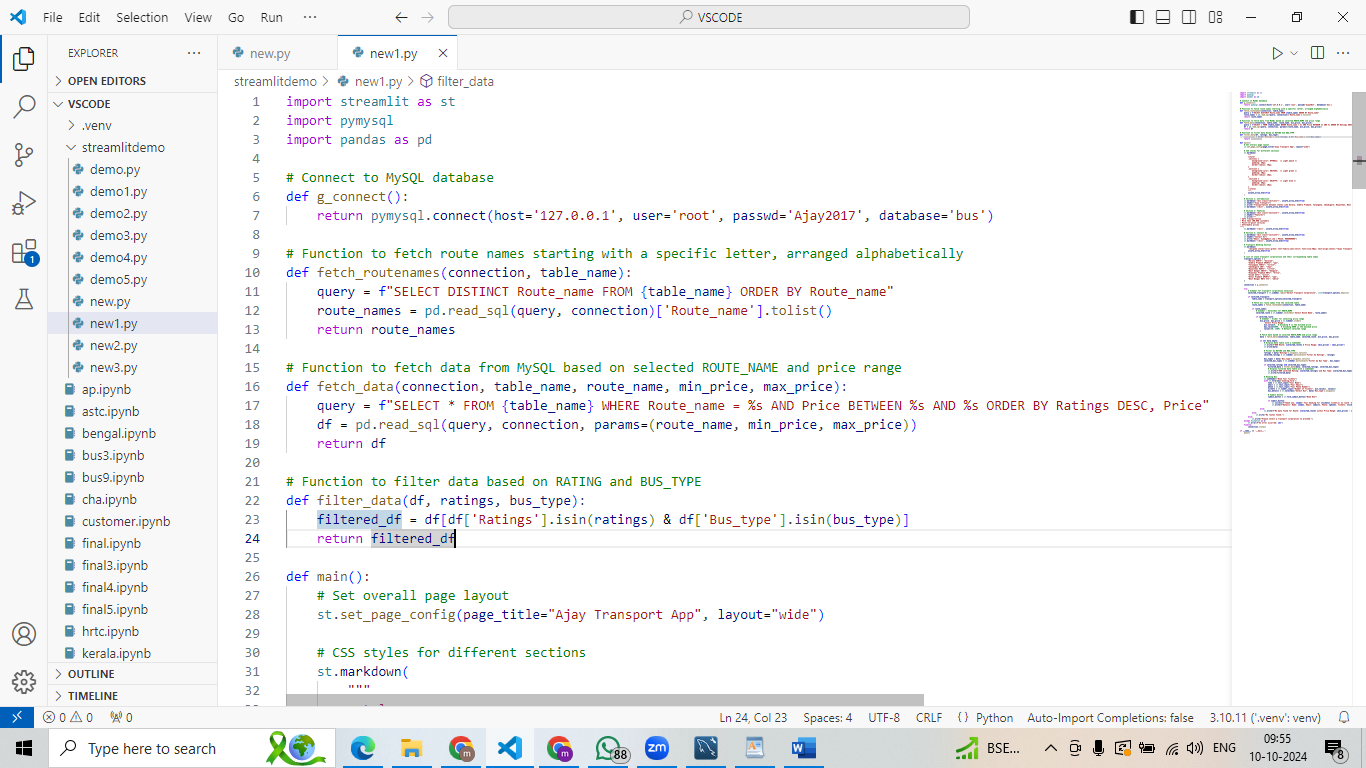 File Edit Selection View Go Run ··· VSCODE
EXPLORER ···
OPEN EDITORS
VSCODE
.venv
streamlitdemo
demo.py
demo1.py
demo2.py
demo3.py
demo4.py
demo5.py
new.py
new1.py
new2.py
new3.py
ap.ipynb
astc.ipynb
bengal.ipynb
bus3.ipynb
bus9.ipynb
cha.ipynb
customer.ipynb
final.ipynb
final3.ipynb
final4.ipynb
final5.ipynb
hrtc.ipynb
kerala.ipynb
OUTLINE
TIMELINE
1
new.py new1.py
streamlitdemo > new1.py > filter_data
1 import streamlit as st
2 import pymysql
3 import pandas as pd
4
5 # Connect to MySQL database
6 def g_connect():
7 return pymysql.connect(host='127.0.0.1', user='root', passwd='Ajay2017', database='bus')
8
9 # Function to fetch route names starting with a specific letter, arranged alphabetically
10 def fetch_routenames(connection, table_name):
11 query = f"SELECT DISTINCT Route_name FROM {table_name} ORDER BY Route_name"
12 route_names = pd.read_sql(query, connection)['Route_name'].tolist()
13 return route_names
14
15 # Function to fetch data from MySQL based on selected ROUTE_NAME and price range
16 def fetch_data(connection, table_name, route_name, min_price, max_price):
17 query = f"SELECT * FROM {table_name} WHERE Route_name = %s AND Price BETWEEN %s AND %s ORDER BY Ratings DESC, Price"
18 df = pd.read_sql(query, connection, params=(route_name, min_price, max_price))
19 return df
20
21 # Function to filter data based on RATING and BUS_TYPE
22 def filter_data(df, ratings, bus_type):
23 filtered_df = df[df['Ratings'].isin(ratings) & df['Bus_type'].isin(bus_type)]
24 return filtered_df
25
26 def main():
27 # Set overall page layout
28 st.set_page_config(page_title="Ajay Transport App", layout="wide")
29
30 # CSS styles for different sections
31 st.markdown(
32 """
0 0 0 Ln 24, Col 23 Spaces: 4 UTF-8 CRLF {} Python Auto-Import Completions: false 3.10.11 ('.venv': venv)
Type here to search 88 zm W BSE... ENG 09:55
10-10-2024 8